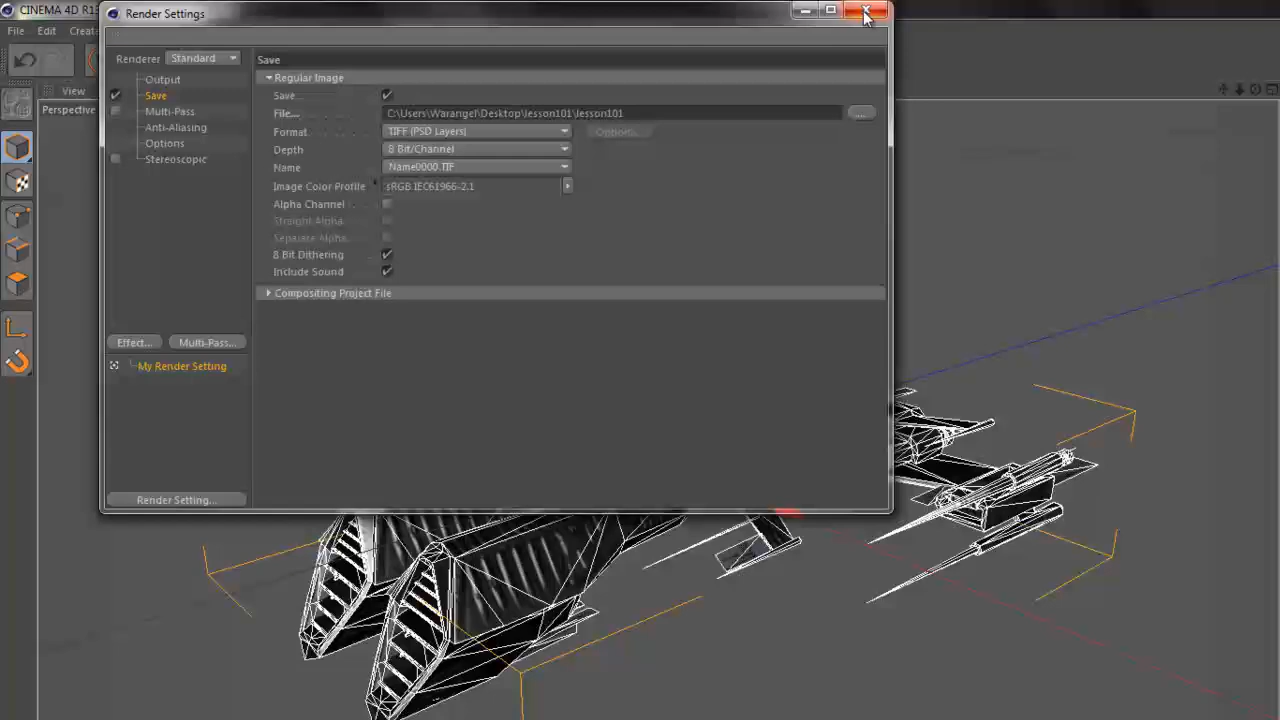 CINEMA 4D R13
Render Settings
File Edit Create
Renderer Standard
Output
Save
Multi-Pass
Anti-Aliasing
Options
Stereoscopic
Effect... Multi-Pass...
My Render Setting
Render Setting...
Save
Regular Image
Save
File
C:\Users\Warangel\Desktop\lesson101\lesson101
...
Format TIFF (PSD Layers) Options...
Depth 8 Bit/Channel
Name Name0000.TIF
Image Color Profile sRGB IEC61966-2.1
Alpha Channel
Straight Alpha
Separate Alpha
8 Bit Dithering
Include Sound
Compositing Project File
View
Perspective